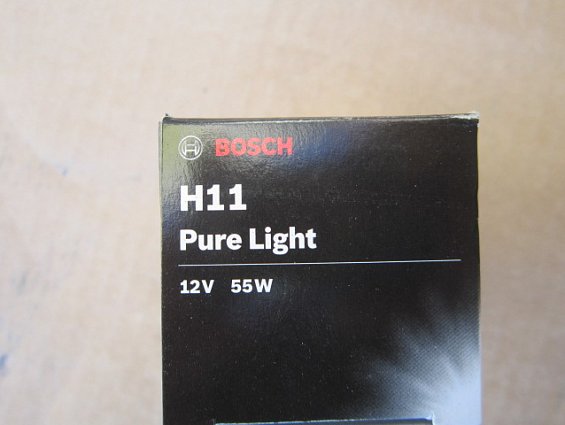 BOSCH
H11
Pure Light
12V 55W